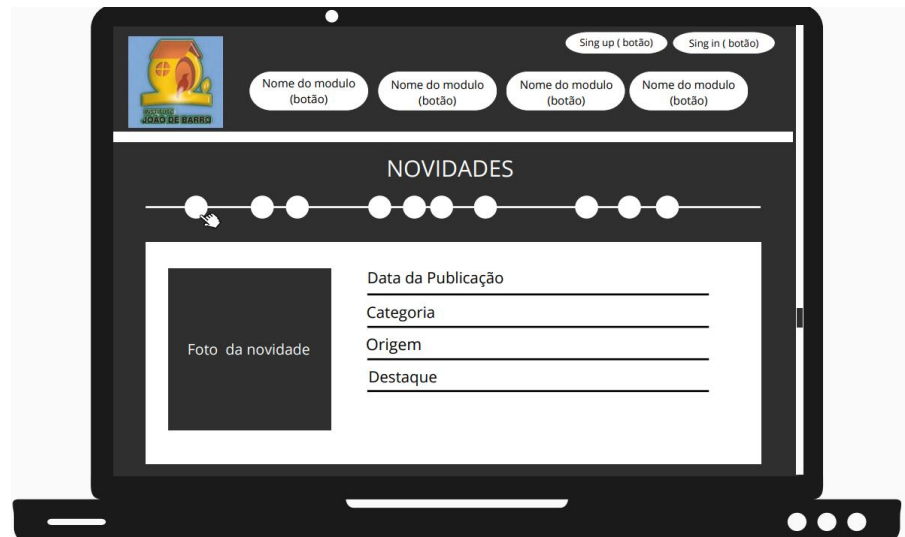 Sing up ( botão)
Sing in ( botão)
Nome do modulo
(botão)
Nome do modulo
(botão)
Nome do modulo
(botão)
Nome do modulo
(botão)
JOÃO DE BARRO
NOVIDADES
Foto da novidade
Data da Publicação
Categoria
Origem
Destaque